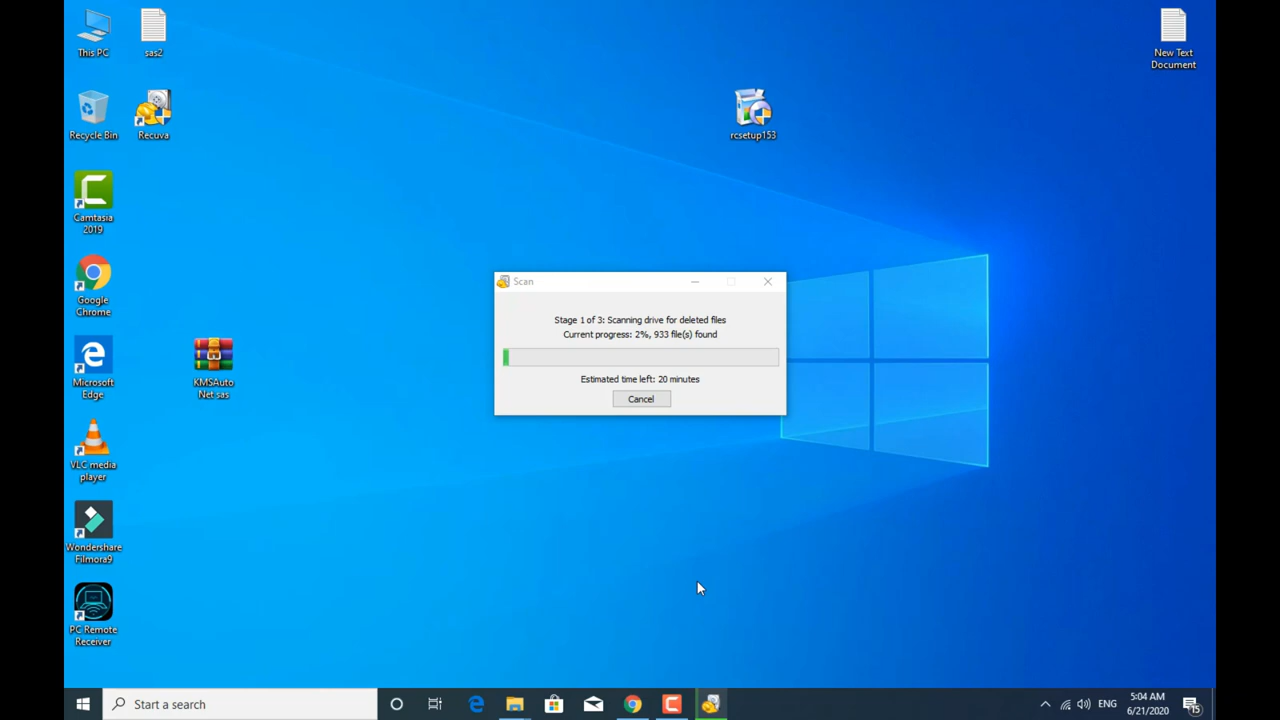 This PC
sas2
New Text
Document
Recycle Bin
Recuva
rcsetup153
Camtasia
2019
Google
Chrome
Scan
Stage 1 of 3: Scanning drive for deleted files
Current progress: 2%, 933 file(s) found
Estimated time left: 20 minutes
Cancel
Microsoft
Edge
KMSAuto
Net sas
VLC media
player
Wondershare
Filmora9
PC Remote
Receiver
Start a search
ENG
5:04 AM
6/21/2020
15